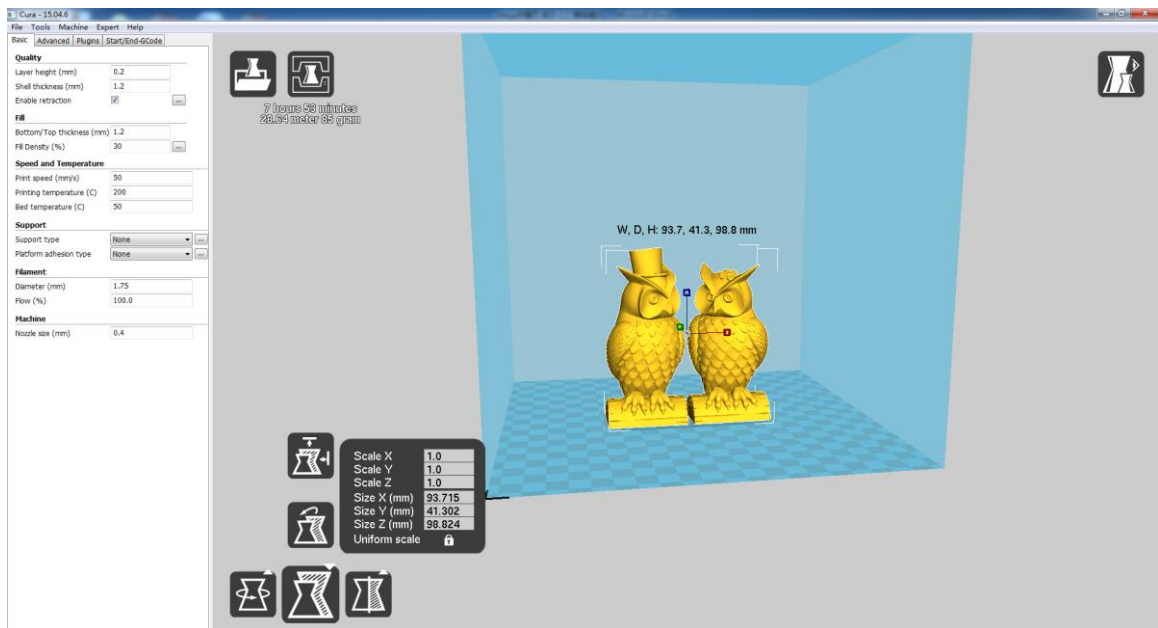 Cura - 15.04.6
File Tools Machine Expert Help
Basic Advanced Plugins Start/End-GCode
Quality
Layer height (mm) 0.2
Shell thickness (mm) 1.2
Enable retraction
...
Fill
Bottom/Top thickness (mm) 1.2
Fill Density (%) 30
...
Speed and Temperature
Print speed (mm/s) 50
Printing temperature (C) 200
Bed temperature (C) 50
Support
Support type None
...
Platform adhesion type None
...
Filament
Diameter (mm) 1.75
Flow (%) 100.0
Machine
Nozzle size (mm) 0.4
7 hours 53 minutes
28.64 meter 85 gram
W, D, H: 93.7, 41.3, 98.8 mm
Scale X 1.0
Scale Y 1.0
Scale Z 1.0
Size X (mm) 93.715
Size Y (mm) 41.302
Size Z (mm) 98.824
Uniform scale